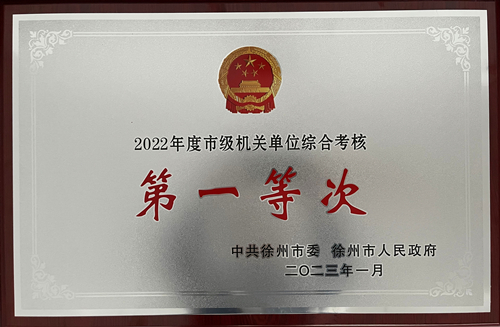 2022年度市级机关单位综合考核
第一等次
中共徐州市委 徐州市人民政府
二〇二三年一月